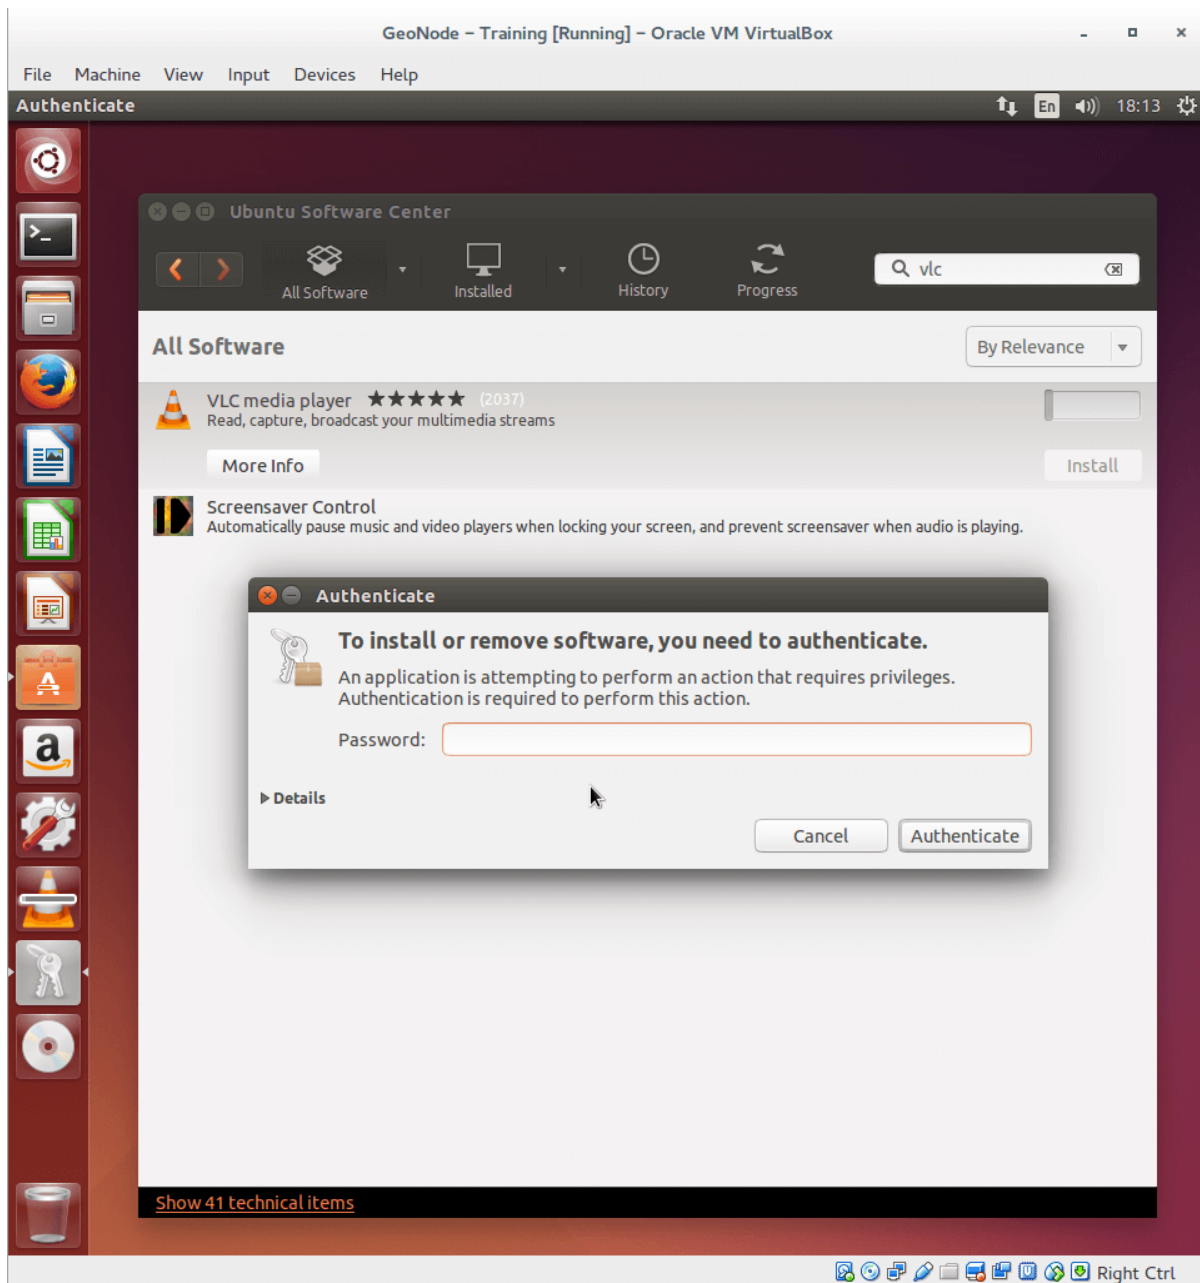 GeoNode – Training [Running] – Oracle VM VirtualBox
File Machine View Input Devices Help
Authenticate En 18:13
Ubuntu Software Center
All Software Installed History Progress vlc
All Software By Relevance
VLC media player (2037)
Read, capture, broadcast your multimedia streams
More Info Install
Screensaver Control
Automatically pause music and video players when locking your screen, and prevent screensaver when audio is playing.
Authenticate
To install or remove software, you need to authenticate.
An application is attempting to perform an action that requires privileges.
Authentication is required to perform this action.
Password:
Details
Cancel Authenticate
Show 41 technical items
Right Ctrl